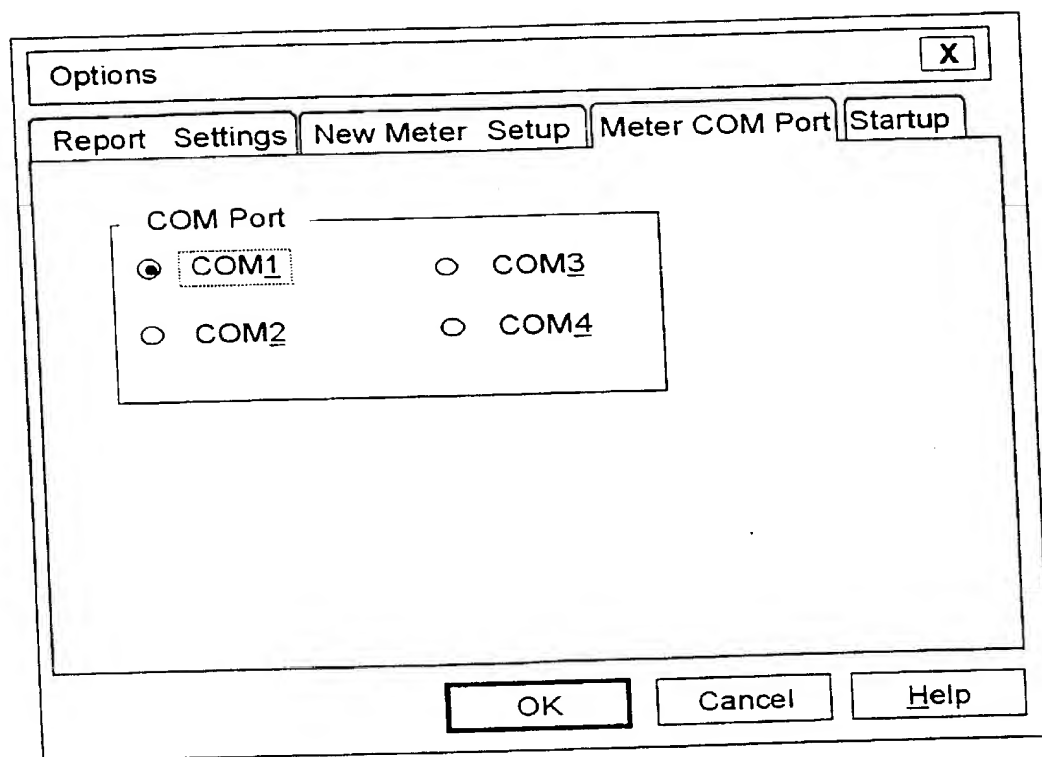 Options X
Report Settings New Meter Setup Meter COM Port Startup
COM Port
COM1 COM3
COM2 COM4
OK Cancel Help